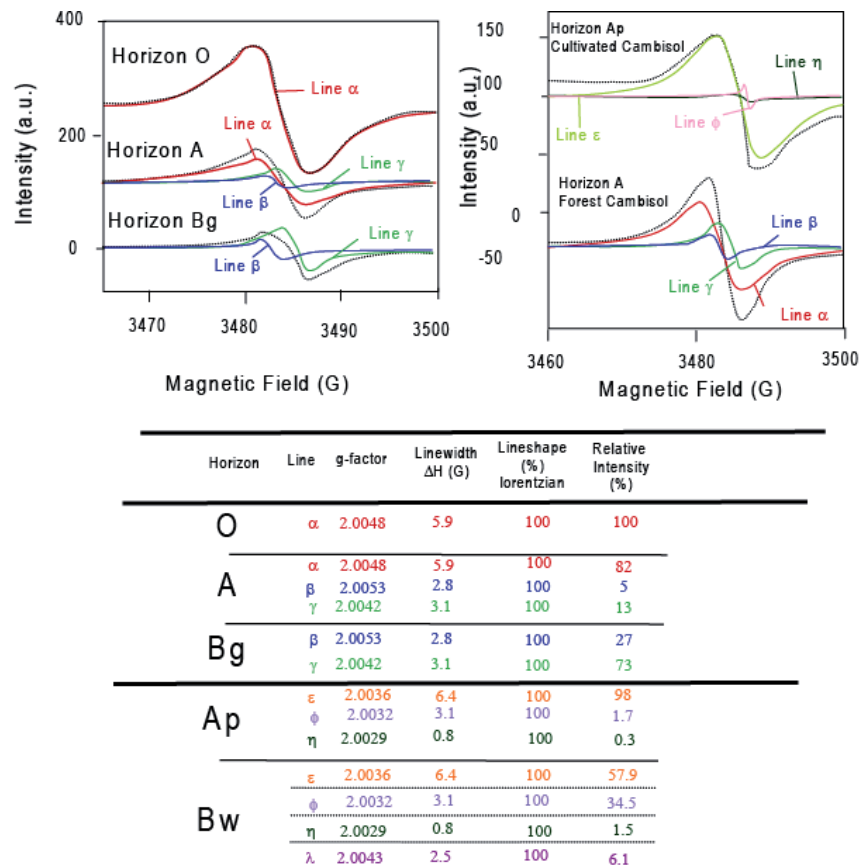 400
200
0
Intensity (a.u.)
Horizon O
Line α
Line α
Horizon A
Line γ
Line β
Horizon Bg
Line γ
Line β
3470
3480
3490
3500
Magnetic Field (G)
150
100
50
0
-50
Intensity (a.u.)
Horizon Ap
Cultivated Cambisol
Line η
Line ε
Line ϕ
Horizon A
Forest Cambisol
Line β
Line γ
Line α
3460
3480
3500
Magnetic Field (G)
Horizon Line g-factor Linewidth ΔH (G) Lineshape (%) lorentzian Relative Intensity (%)
O α 2.0048 5.9 100 100
A α 2.0048 5.9 100 82
β 2.0053 2.8 100 5
γ 2.0042 3.1 100 13
Bg β 2.0053 2.8 100 27
γ 2.0042 3.1 100 73
Ap ε 2.0036 6.4 100 98
ϕ 2.0032 3.1 100 1.7
η 2.0029 0.8 100 0.3
Bw ε 2.0036 6.4 100 57.9
ϕ 2.0032 3.1 100 34.5
η 2.0029 0.8 100 1.5
λ 2.0043 2.5 100 6.1